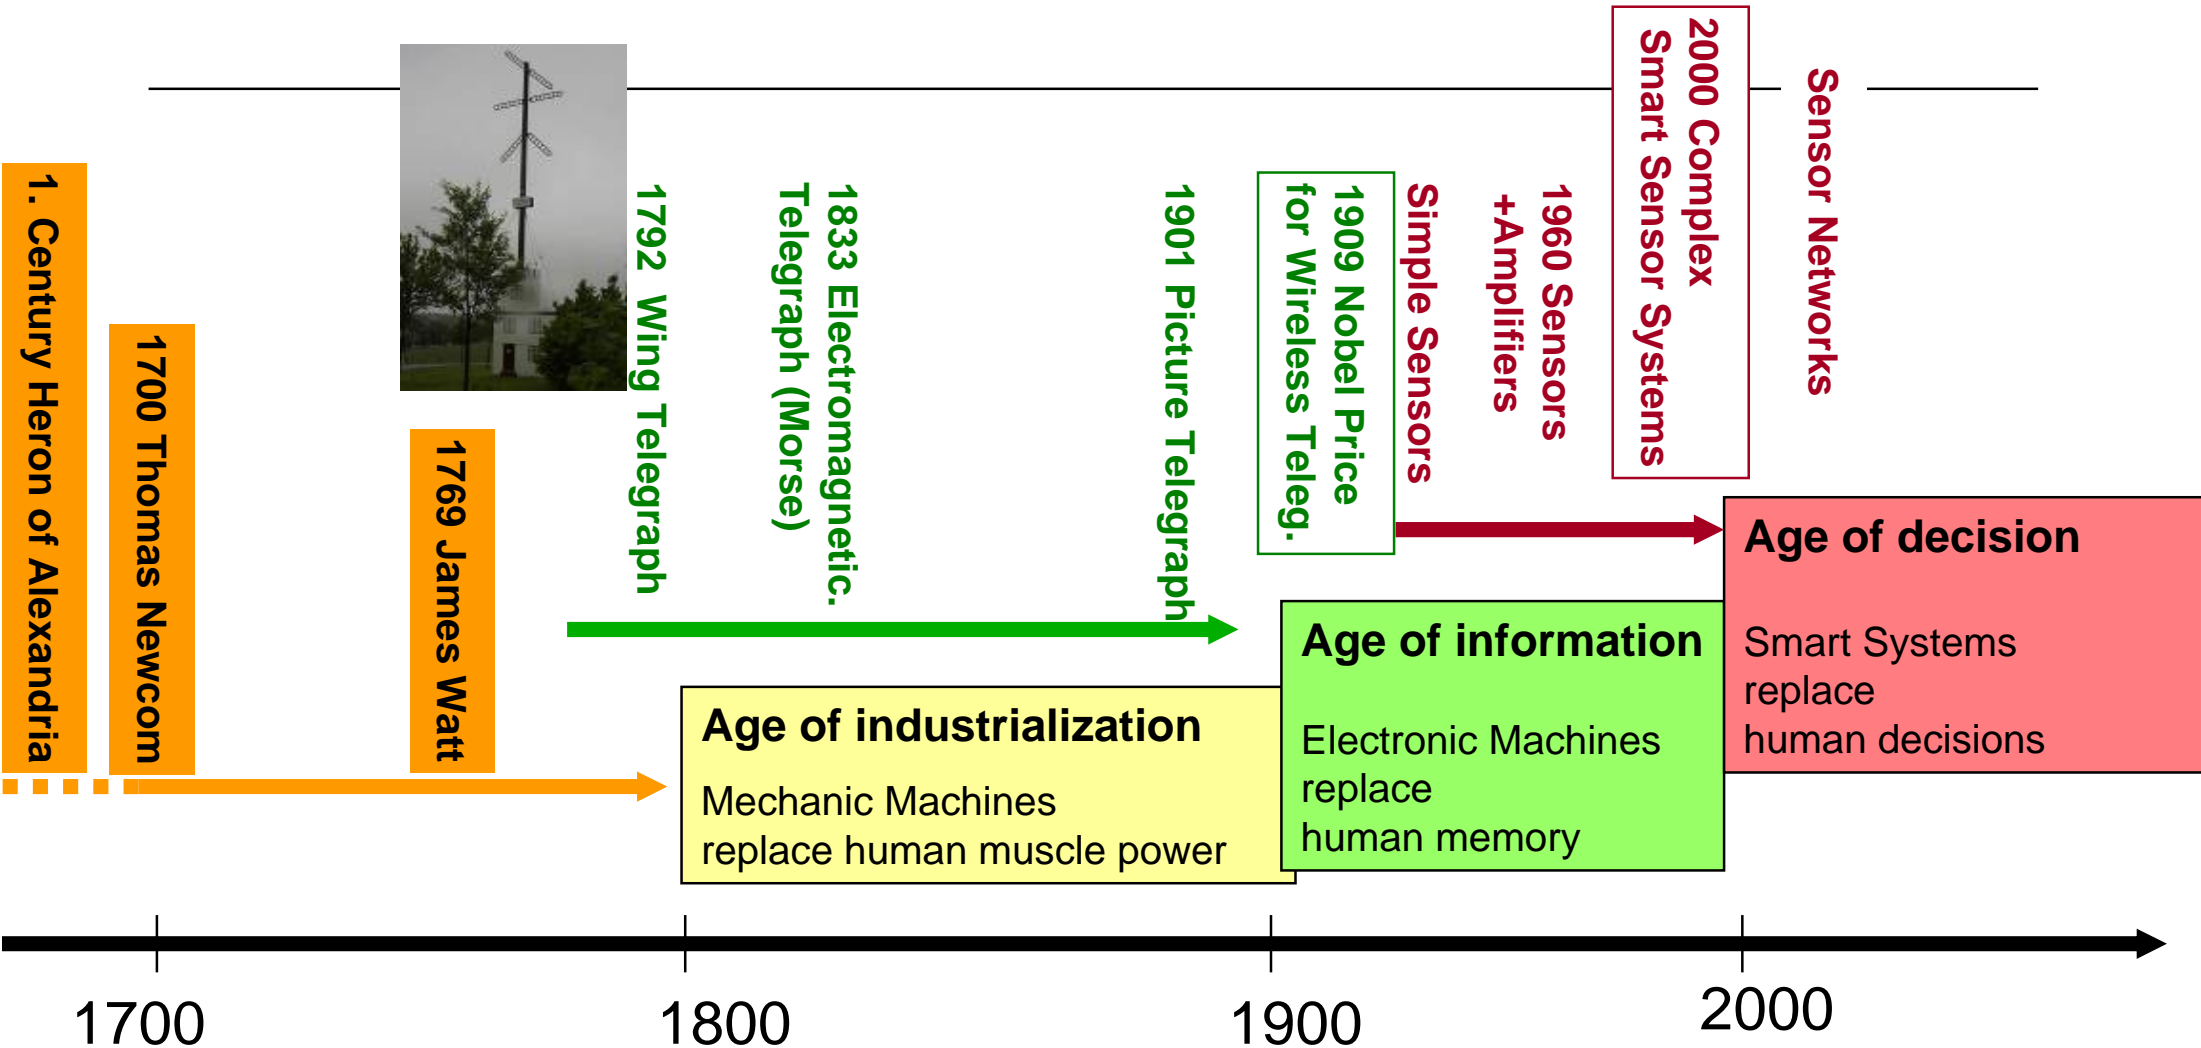 1. Century Heron of Alexandria
1700 Thomas Newcom
1769 James Watt
1792 Wing Telegraph
1833 Electromagnetic.
Telegraph (Morse)
1901 Picture Telegraph
1909 Nobel Price
for Wireless Teleg.
Simple Sensors
1960 Sensors
+Amplifiers
2000 Complex
Smart Sensor Systems
Sensor Networks
Age of industrialization
Mechanic Machines
replace human muscle power
Age of information
Electronic Machines
replace
human memory
Age of decision
Smart Systems
replace
human decisions
1700
1800
1900
2000